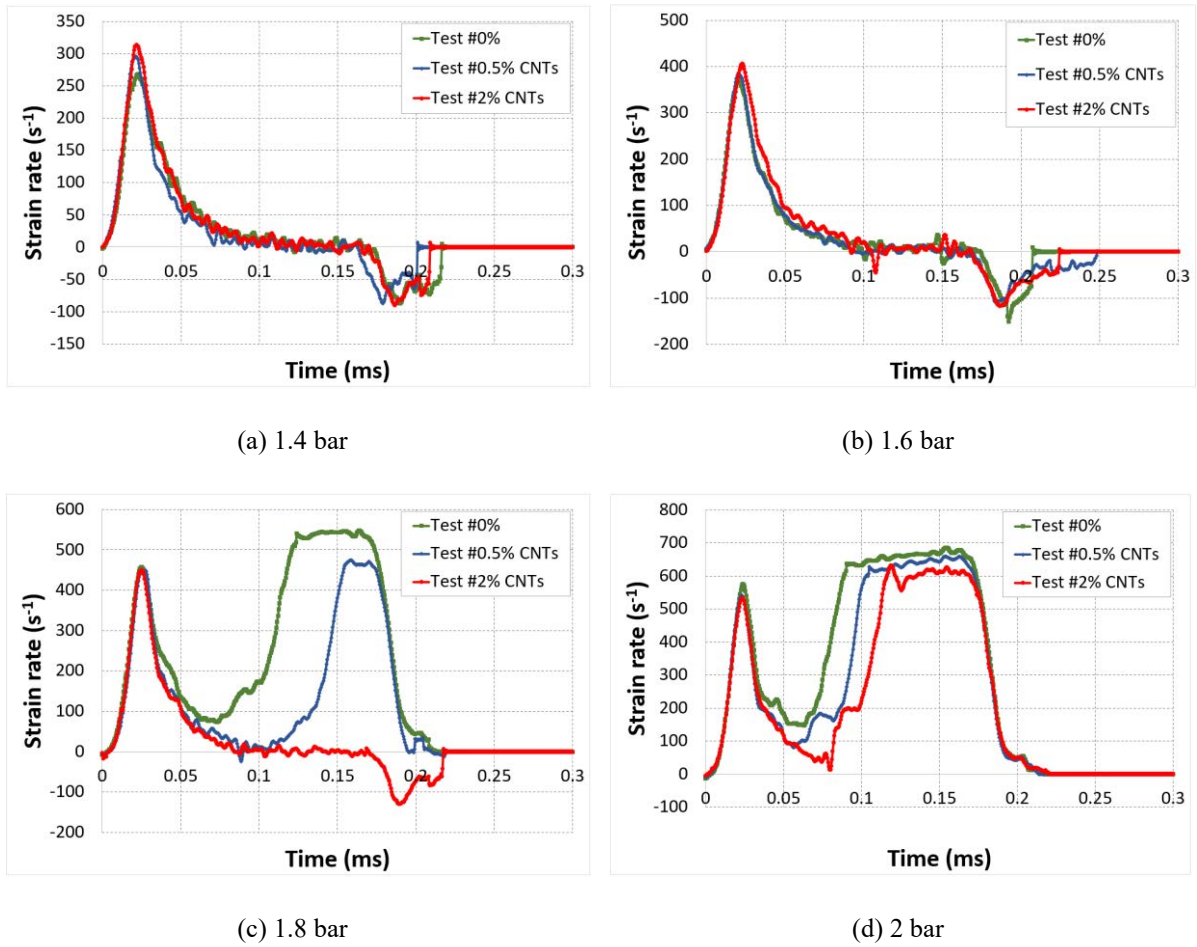 350
300
250
200
150
100
50
0
-50
-100
-150
Strain rate (s⁻¹)
0 0.05 0.1 0.15 0.2 0.25 0.3
Time (ms)
Test #0%
Test #0.5% CNTs
Test #2% CNTs
(a) 1.4 bar
500
400
300
200
100
0
-100
-200
Strain rate (s⁻¹)
0 0.05 0.1 0.15 0.2 0.25 0.3
Time (ms)
Test #0%
Test #0.5% CNTs
Test #2% CNTs
(b) 1.6 bar
600
500
400
300
200
100
0
-100
-200
Strain rate (s⁻¹)
0 0.05 0.1 0.15 0.2 0.25 0.3
Time (ms)
Test #0%
Test #0.5% CNTs
Test #2% CNTs
(c) 1.8 bar
800
700
600
500
400
300
200
100
0
-100
Strain rate (s⁻¹)
0 0.05 0.1 0.15 0.2 0.25 0.3
Time (ms)
Test #0%
Test #0.5% CNTs
Test #2% CNTs
(d) 2 bar